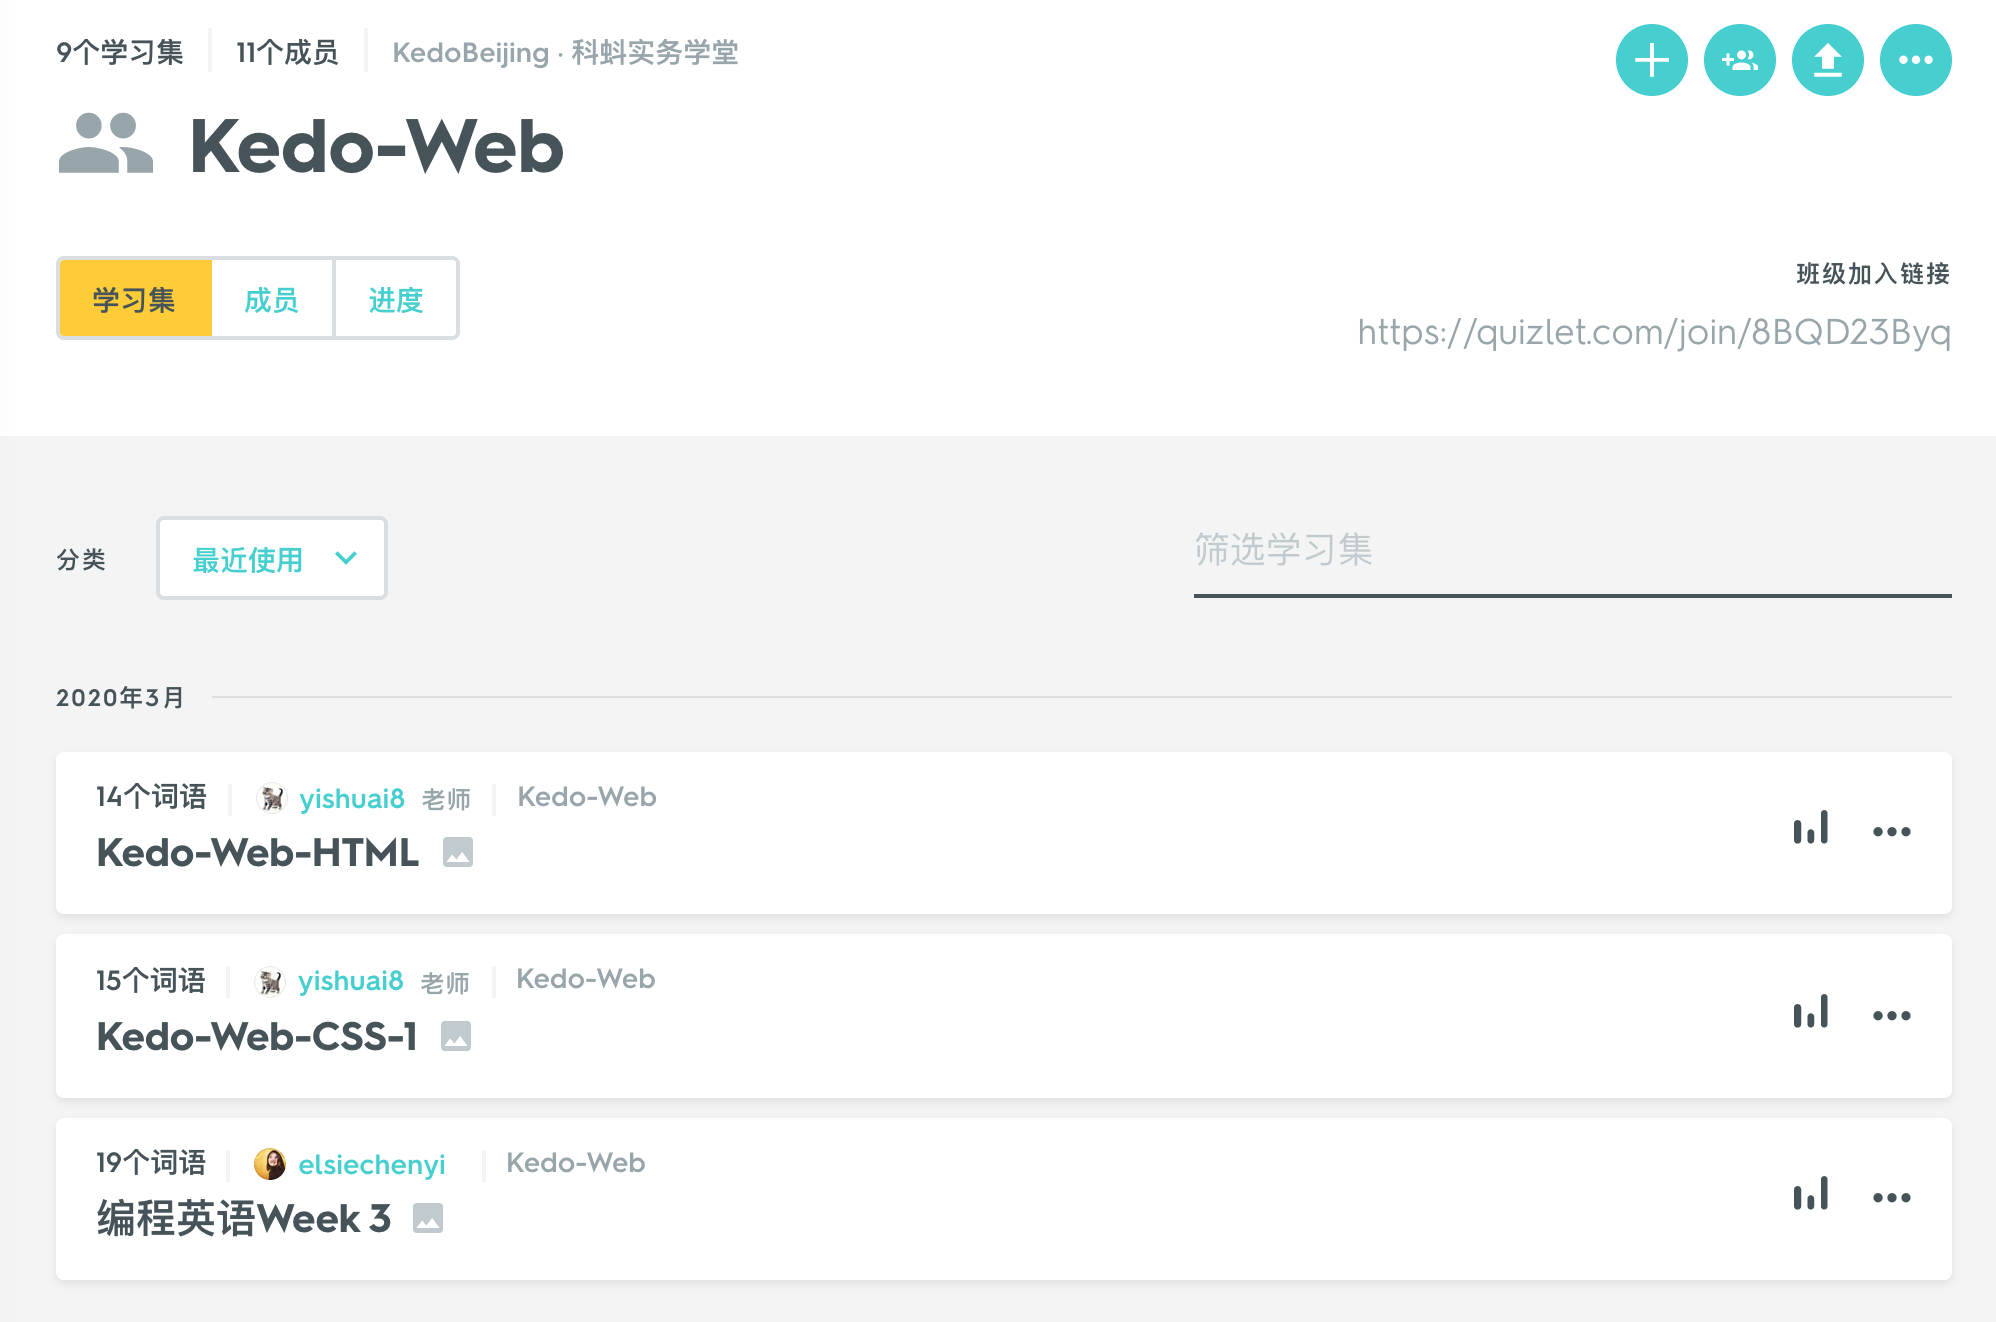 9个学习集 11个成员 KedoBeijing · 科蚪实务学堂
Kedo-Web
学习集 成员 进度
班级加入链接
https://quizlet.com/join/8BQD23Byq
分类 最近使用 筛选学习集
2020年3月
14个词语 yishuai8 老师 Kedo-Web
Kedo-Web-HTML
15个词语 yishuai8 老师 Kedo-Web
Kedo-Web-CSS-1
19个词语 elsiechenyi Kedo-Web
编程英语Week 3